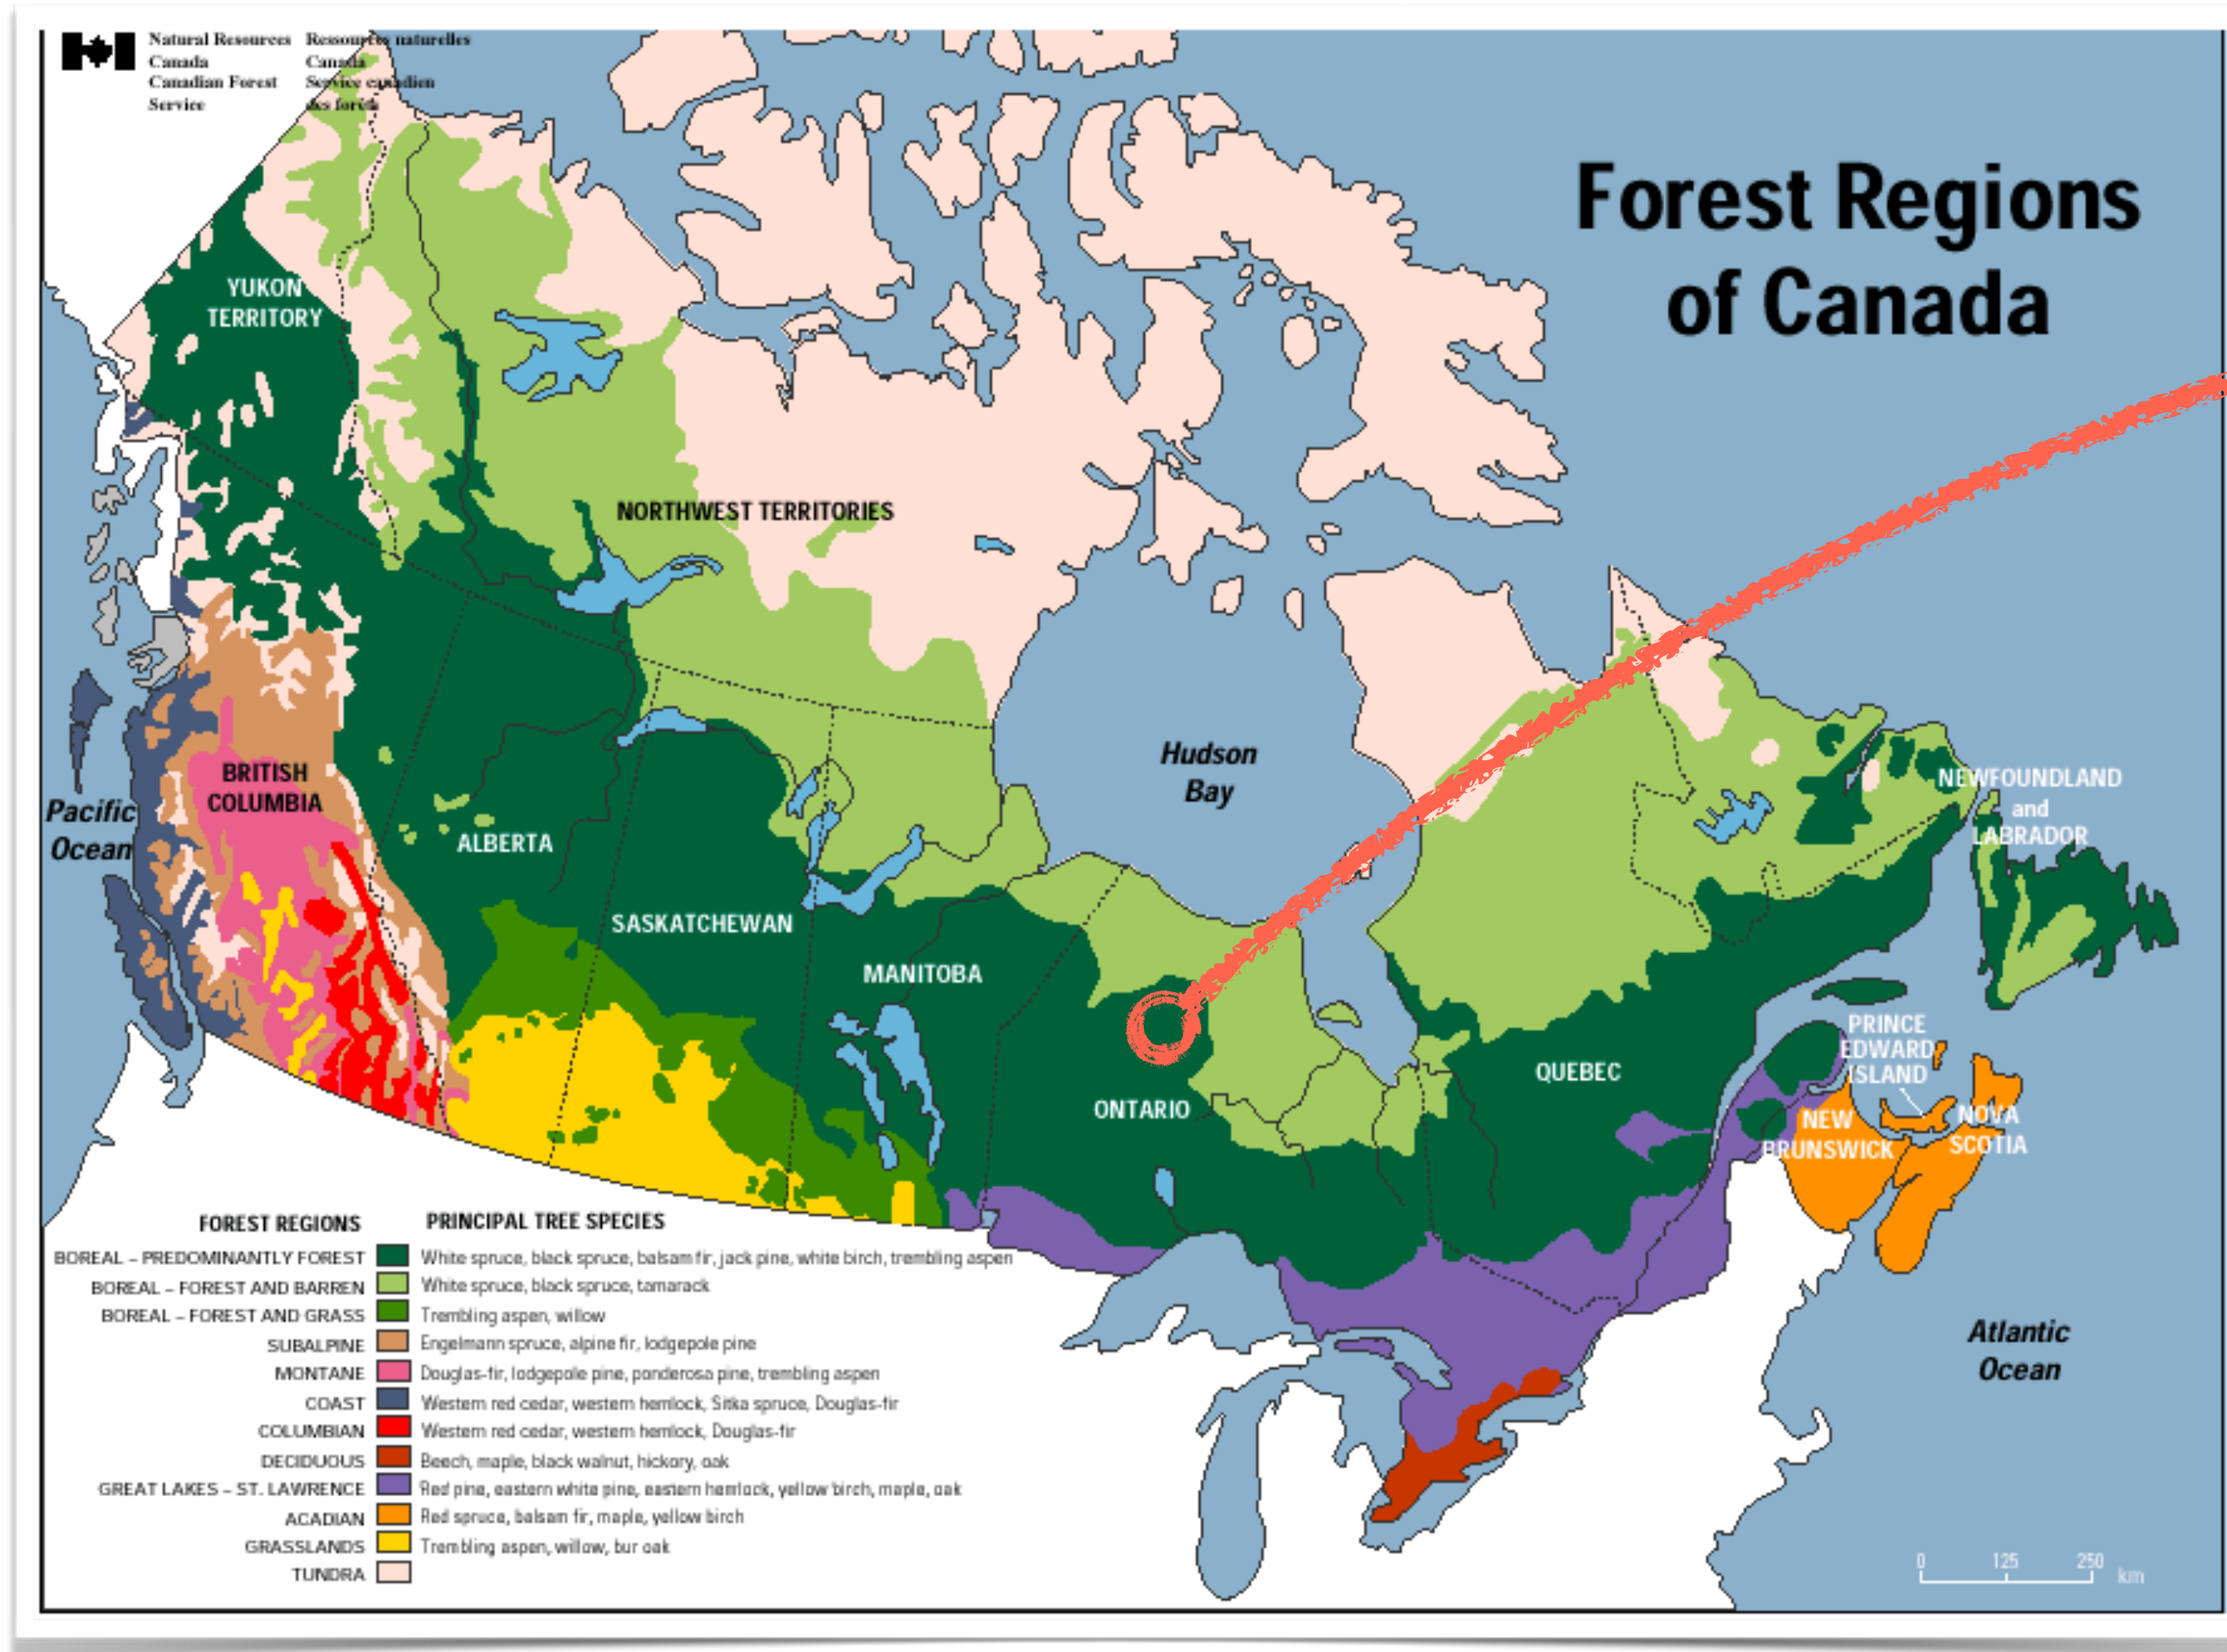 Natural Resources Ressources naturelles
Canada Canada
Canadian Forest Service canadien
Service des forêts
Forest Regions
of Canada
YUKON
TERRITORY
NORTHWEST TERRITORIES
Hudson
Bay
BRITISH
COLUMBIA
Pacific
Ocean
ALBERTA
SASKATCHEWAN
MANITOBA
ONTARIO
QUEBEC
NEWFOUNDLAND
and
LABRADOR
PRINCE
EDWARD
ISLAND
NEW
BRUNSWICK
NOVA
SCOTIA
Atlantic
Ocean
FOREST REGIONS PRINCIPAL TREE SPECIES
BOREAL – PREDOMINANTLY FOREST White spruce, black spruce, balsam fir, jack pine, white birch, trembling aspen
BOREAL – FOREST AND BARREN White spruce, black spruce, tamarack
BOREAL – FOREST AND GRASS Trembling aspen, willow
SUBALPINE Engelmann spruce, alpine fir, lodgepole pine
MONTANE Douglas-fir, lodgepole pine, ponderosa pine, trembling aspen
COAST Western red cedar, western hemlock, Sitka spruce, Douglas-fir
COLUMBIAN Western red cedar, western hemlock, Douglas-fir
DECIDUOUS Beech, maple, black walnut, hickory, oak
GREAT LAKES – ST. LAWRENCE Red pine, eastern white pine, eastern hemlock, yellow birch, maple, oak
ACADIAN Red spruce, balsam fir, maple, yellow birch
GRASSLANDS Trembling aspen, willow, bur oak
TUNDRA
0 125 250
km